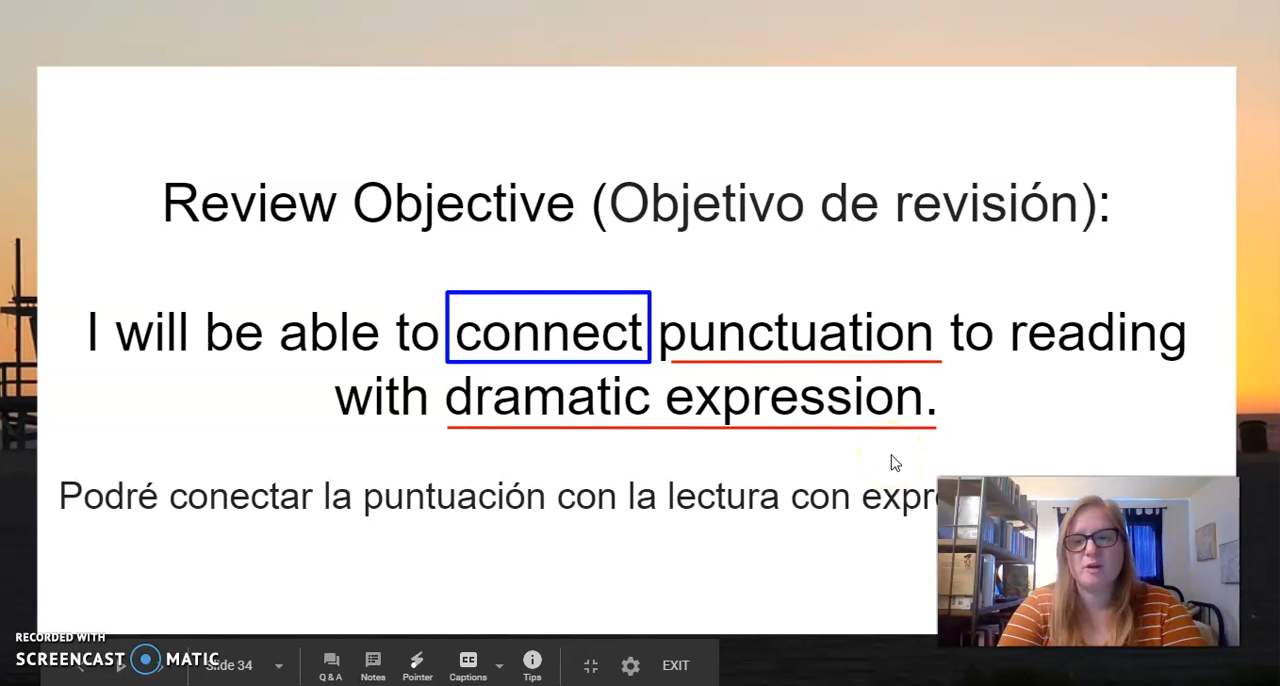 Review Objective (Objetivo de revisión):
I will be able to connect punctuation to reading
with dramatic expression.
Podré conectar la puntuación con la lectura con
RECORDED WITH
SCREENCAST MATIC
Slide 34
Q & A
Notes
Pointer
Captions
Tips
EXIT